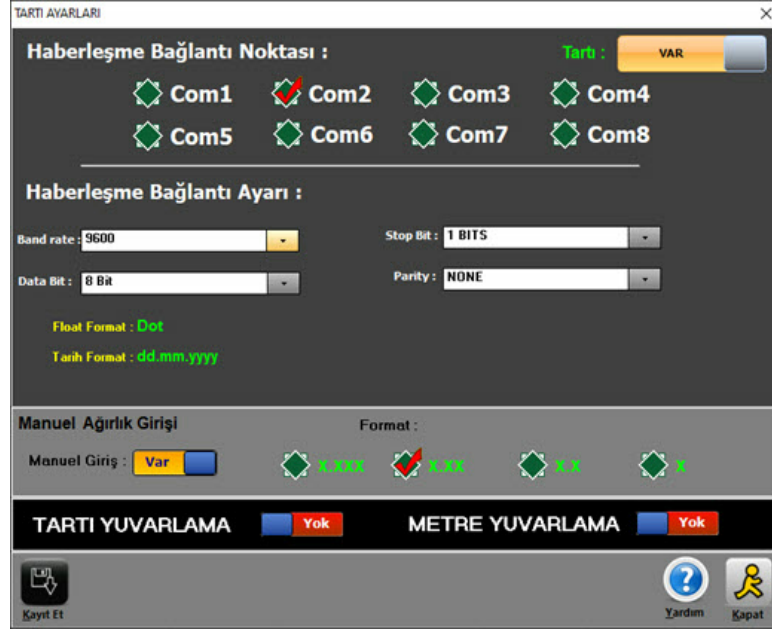 TARTI AYARLARI
Haberleşme Bağlantı Noktası :
Tartı : VAR
Com1 Com2 Com3 Com4
Com5 Com6 Com7 Com8
Haberleşme Bağlantı Ayarı :
Band rate : 9600
Stop Bit : 1 BITS
Data Bit : 8 Bit
Parity : NONE
Float Format : Dot
Tarih Format : dd.mm.yyyy
Manuel Ağırlık Girişi
Format :
Manuel Giriş : Var
X.XXX X.XX X.X X
TARTI YUVARLAMA Yok
METRE YUVARLAMA Yok
Kayıt Et
Yardım
Kapat